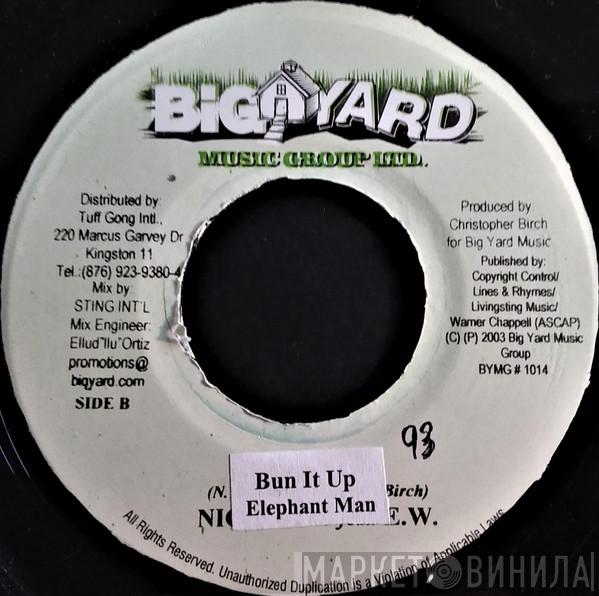 BiG YARD
MUSIC GROUP LTD.
Distributed by:
Tuff Gong Intl.,
220 Marcus Garvey Dr
Kingston 11
Tel.:(876) 923-9380-4
Mix by:
STING INT'L
Mix Engineer:
Ellud"Ilu"Ortiz
promotions@
bigyard.com
SIDE B
Produced by:
Christopher Birch
for Big Yard Music
Published by:
Copyright Control/
Lines & Rhymes/
Livingsting Music/
Warner Chappell (ASCAP)
(C) (P) 2003 Big Yard Music
Group
BYMG # 1014
93
Bun It Up
Elephant Man
(N. Birch)
E.W.
All Rights Reserved. Unauthorized Duplication is a Violation of Applicable Laws
МАРКЕТ ВИНИЛА